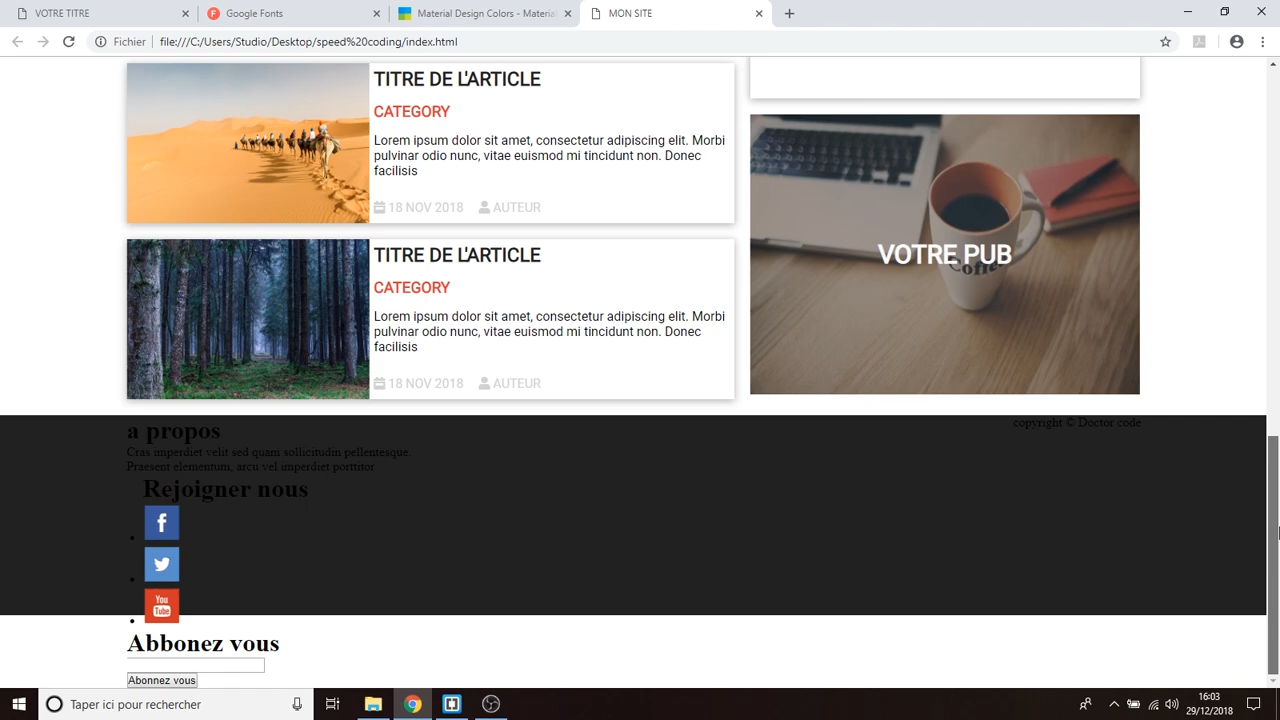 VOTRE TITRE
Google Fonts
Material Design Colors - Material
MON SITE
Fichier
file:///C:/Users/Studio/Desktop/speed%20coding/index.html
TITRE DE L'ARTICLE
CATEGORY
Lorem ipsum dolor sit amet, consectetur adipiscing elit. Morbi
pulvinar odio nunc, vitae euismod mi tincidunt non. Donec
facilisis
18 NOV 2018 AUTEUR
TITRE DE L'ARTICLE
CATEGORY
Lorem ipsum dolor sit amet, consectetur adipiscing elit. Morbi
pulvinar odio nunc, vitae euismod mi tincidunt non. Donec
facilisis
18 NOV 2018 AUTEUR
VOTRE PUB
Coffee
a propos
copyright © Doctor code
Cras imperdiet velit sed quam sollicitudin pellentesque.
Praesent elementum, arcu vel imperdiet porttitor
Rejoigner nous
f
You
Tube
Abbonez vous
Abonnez vous
Taper ici pour rechercher
16:03
29/12/2018